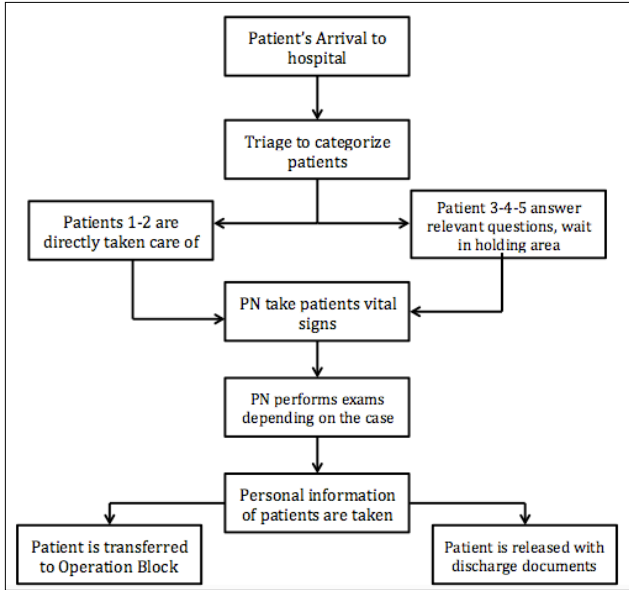 Patient's Arrival to
hospital
Triage to categorize
patients
Patients 1-2 are
directly taken care of
Patient 3-4-5 answer
relevant questions, wait
in holding area
PN take patients vital
signs
PN performs exams
depending on the case
Personal information
of patients are taken
Patient is transferred
to Operation Block
Patient is released with
discharge documents